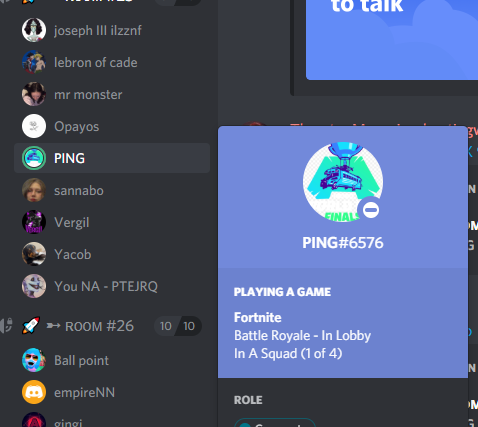 to talk
joseph III ilzznf
lebron of cade
mr monster
Opayos
PING
sannabo
Vergil
Yacob
You NA - PTEJRQ
ROOM #26
10 10
Ball point
empireNN
gingi
FINALS
PING#6576
PLAYING A GAME
Fortnite
Battle Royale - In Lobby
In A Squad (1 of 4)
ROLE